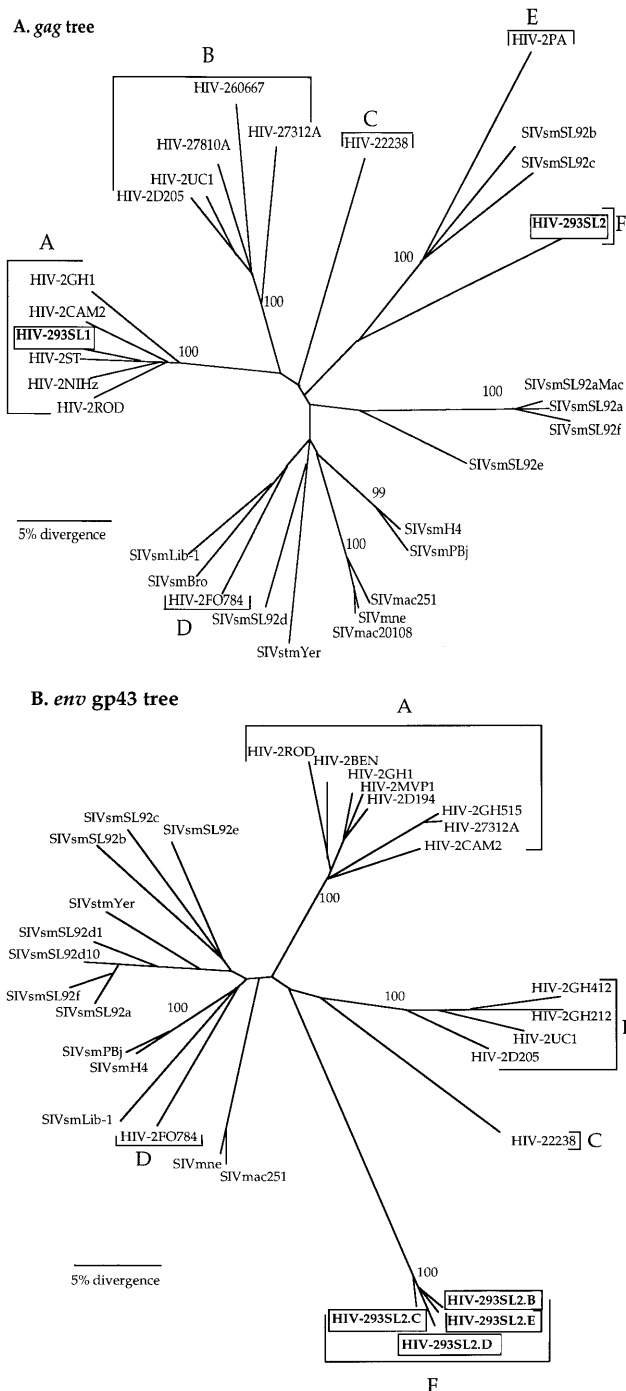 A. gag tree
E
HIV-2PA
B
HIV-260667
C
HIV-27312A
HIV-22238
SIVsmSL92b
HIV-27810A
SIVsmSL92c
HIV-2UC1
HIV-2D205
HIV-293SL2
F
A
100
HIV-2GH1
100
HIV-2CAM2
HIV-293SL1
100
HIV-2ST
HIV-2NIHz
HIV-2ROD
100
SIVsmSL92aMac
SIVsmSL92a
SIVsmSL92f
SIVsmSL92e
99
5% divergence
SIVsmH4
100
SIVsmPBj
SIVsmLib-1
SIVsmBro
HIV-2FO784
SIVmac251
D
SIVsmSL92d
SIVmne
SIVmac20108
SIVstmYer
B. env gp43 tree
A
HIV-2ROD
HIV-2BEN
HIV-2GH1
HIV-2MVP1
HIV-2D194
SIVsmSL92c
SIVsmSL92e
HIV-2GH515
SIVsmSL92b
HIV-27312A
HIV-2CAM2
100
SIVstmYer
SIVsmSL92d1
SIVsmSL92d10
SIVsmSL92f
SIVsmSL92a
100
HIV-2GH412
100
HIV-2GH212
HIV-2UC1
SIVsmPBj
HIV-2D205
SIVsmH4
SIVsmLib-1
HIV-2FO784
D
HIV-22238
C
SIVmne
SIVmac251
100
5% divergence
HIV-293SL2.B
HIV-293SL2.C
HIV-293SL2.E
HIV-293SL2.D
F